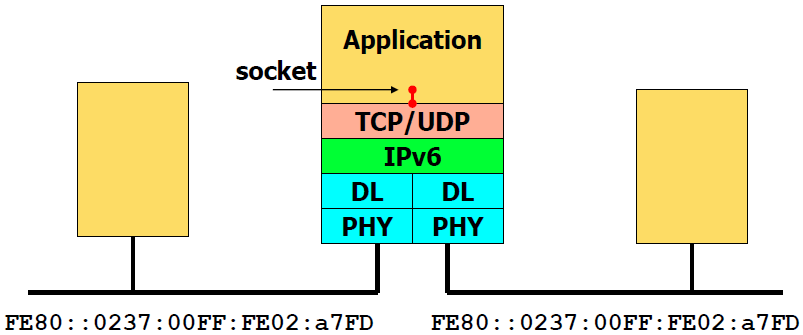 Application
socket
TCP/UDP
IPv6
DL DL
PHY PHY
FE80::0237:00FF:FE02:a7FD FE80::0237:00FF:FE02:a7FD